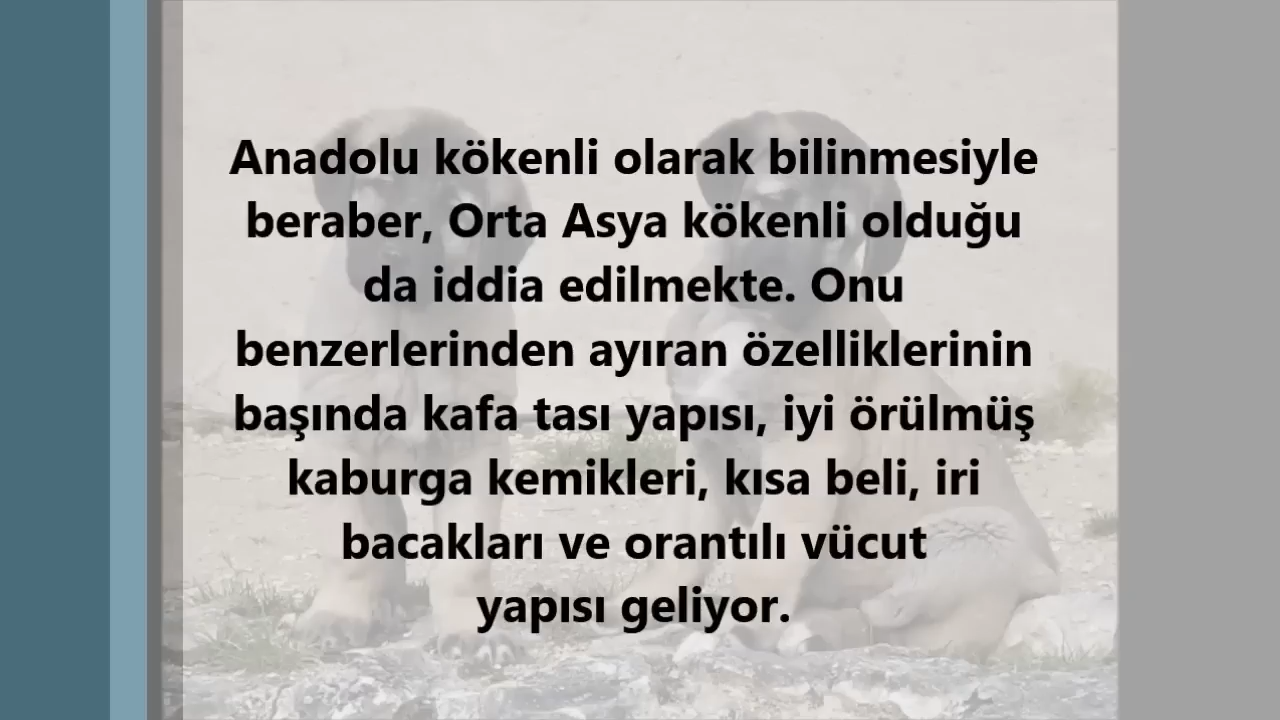 Anadolu kökenli olarak bilinmesiyle
beraber, Orta Asya kökenli olduğu
da iddia edilmekte. Onu
benzerlerinden ayıran özelliklerinin
başında kafa tası yapısı, iyi örülmüş
kaburga kemikleri, kısa beli, iri
bacakları ve orantılı vücut
yapısı geliyor.